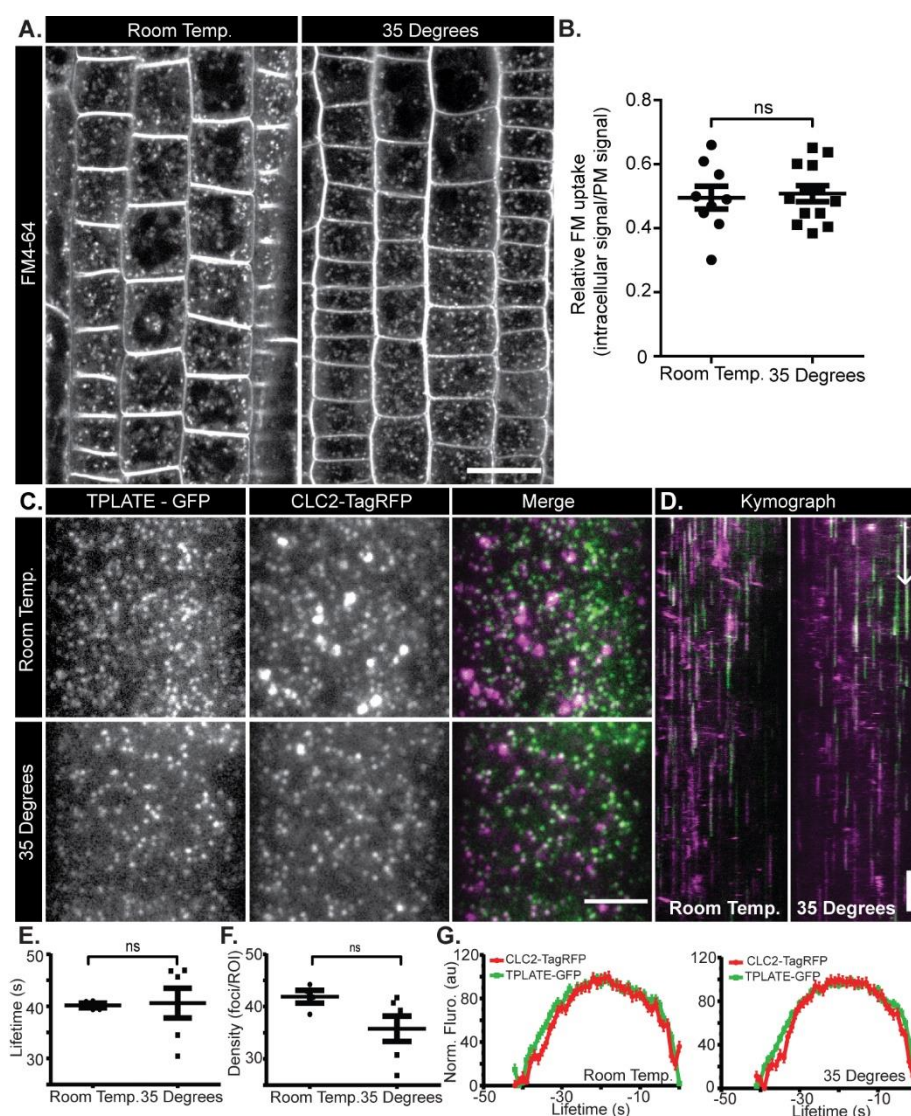 A.
Room Temp.
35 Degrees
FM4-64
B.
Relative FM uptake
(intracellular signal/PM signal)
0.8
0.6
0.4
0.2
0
ns
Room Temp. 35 Degrees
C.
TPLATE - GFP
CLC2-TagRFP
Merge
Room Temp.
35 Degrees
D.
Kymograph
Room Temp.
35 Degrees
E.
Lifetime (s)
50
40
30
ns
Room Temp. 35 Degrees
F.
Density (foci/ROI)
50
40
30
ns
Room Temp. 35 Degrees
G.
Norm. Fluro. (au)
120
80
40
0
CLC2-TagRFP
TPLATE-GFP
Room Temp.
-50
-30
-10
Lifetime (s)
CLC2-TagRFP
TPLATE-GFP
35 Degrees
-50
-30
-10
Lifetime (s)